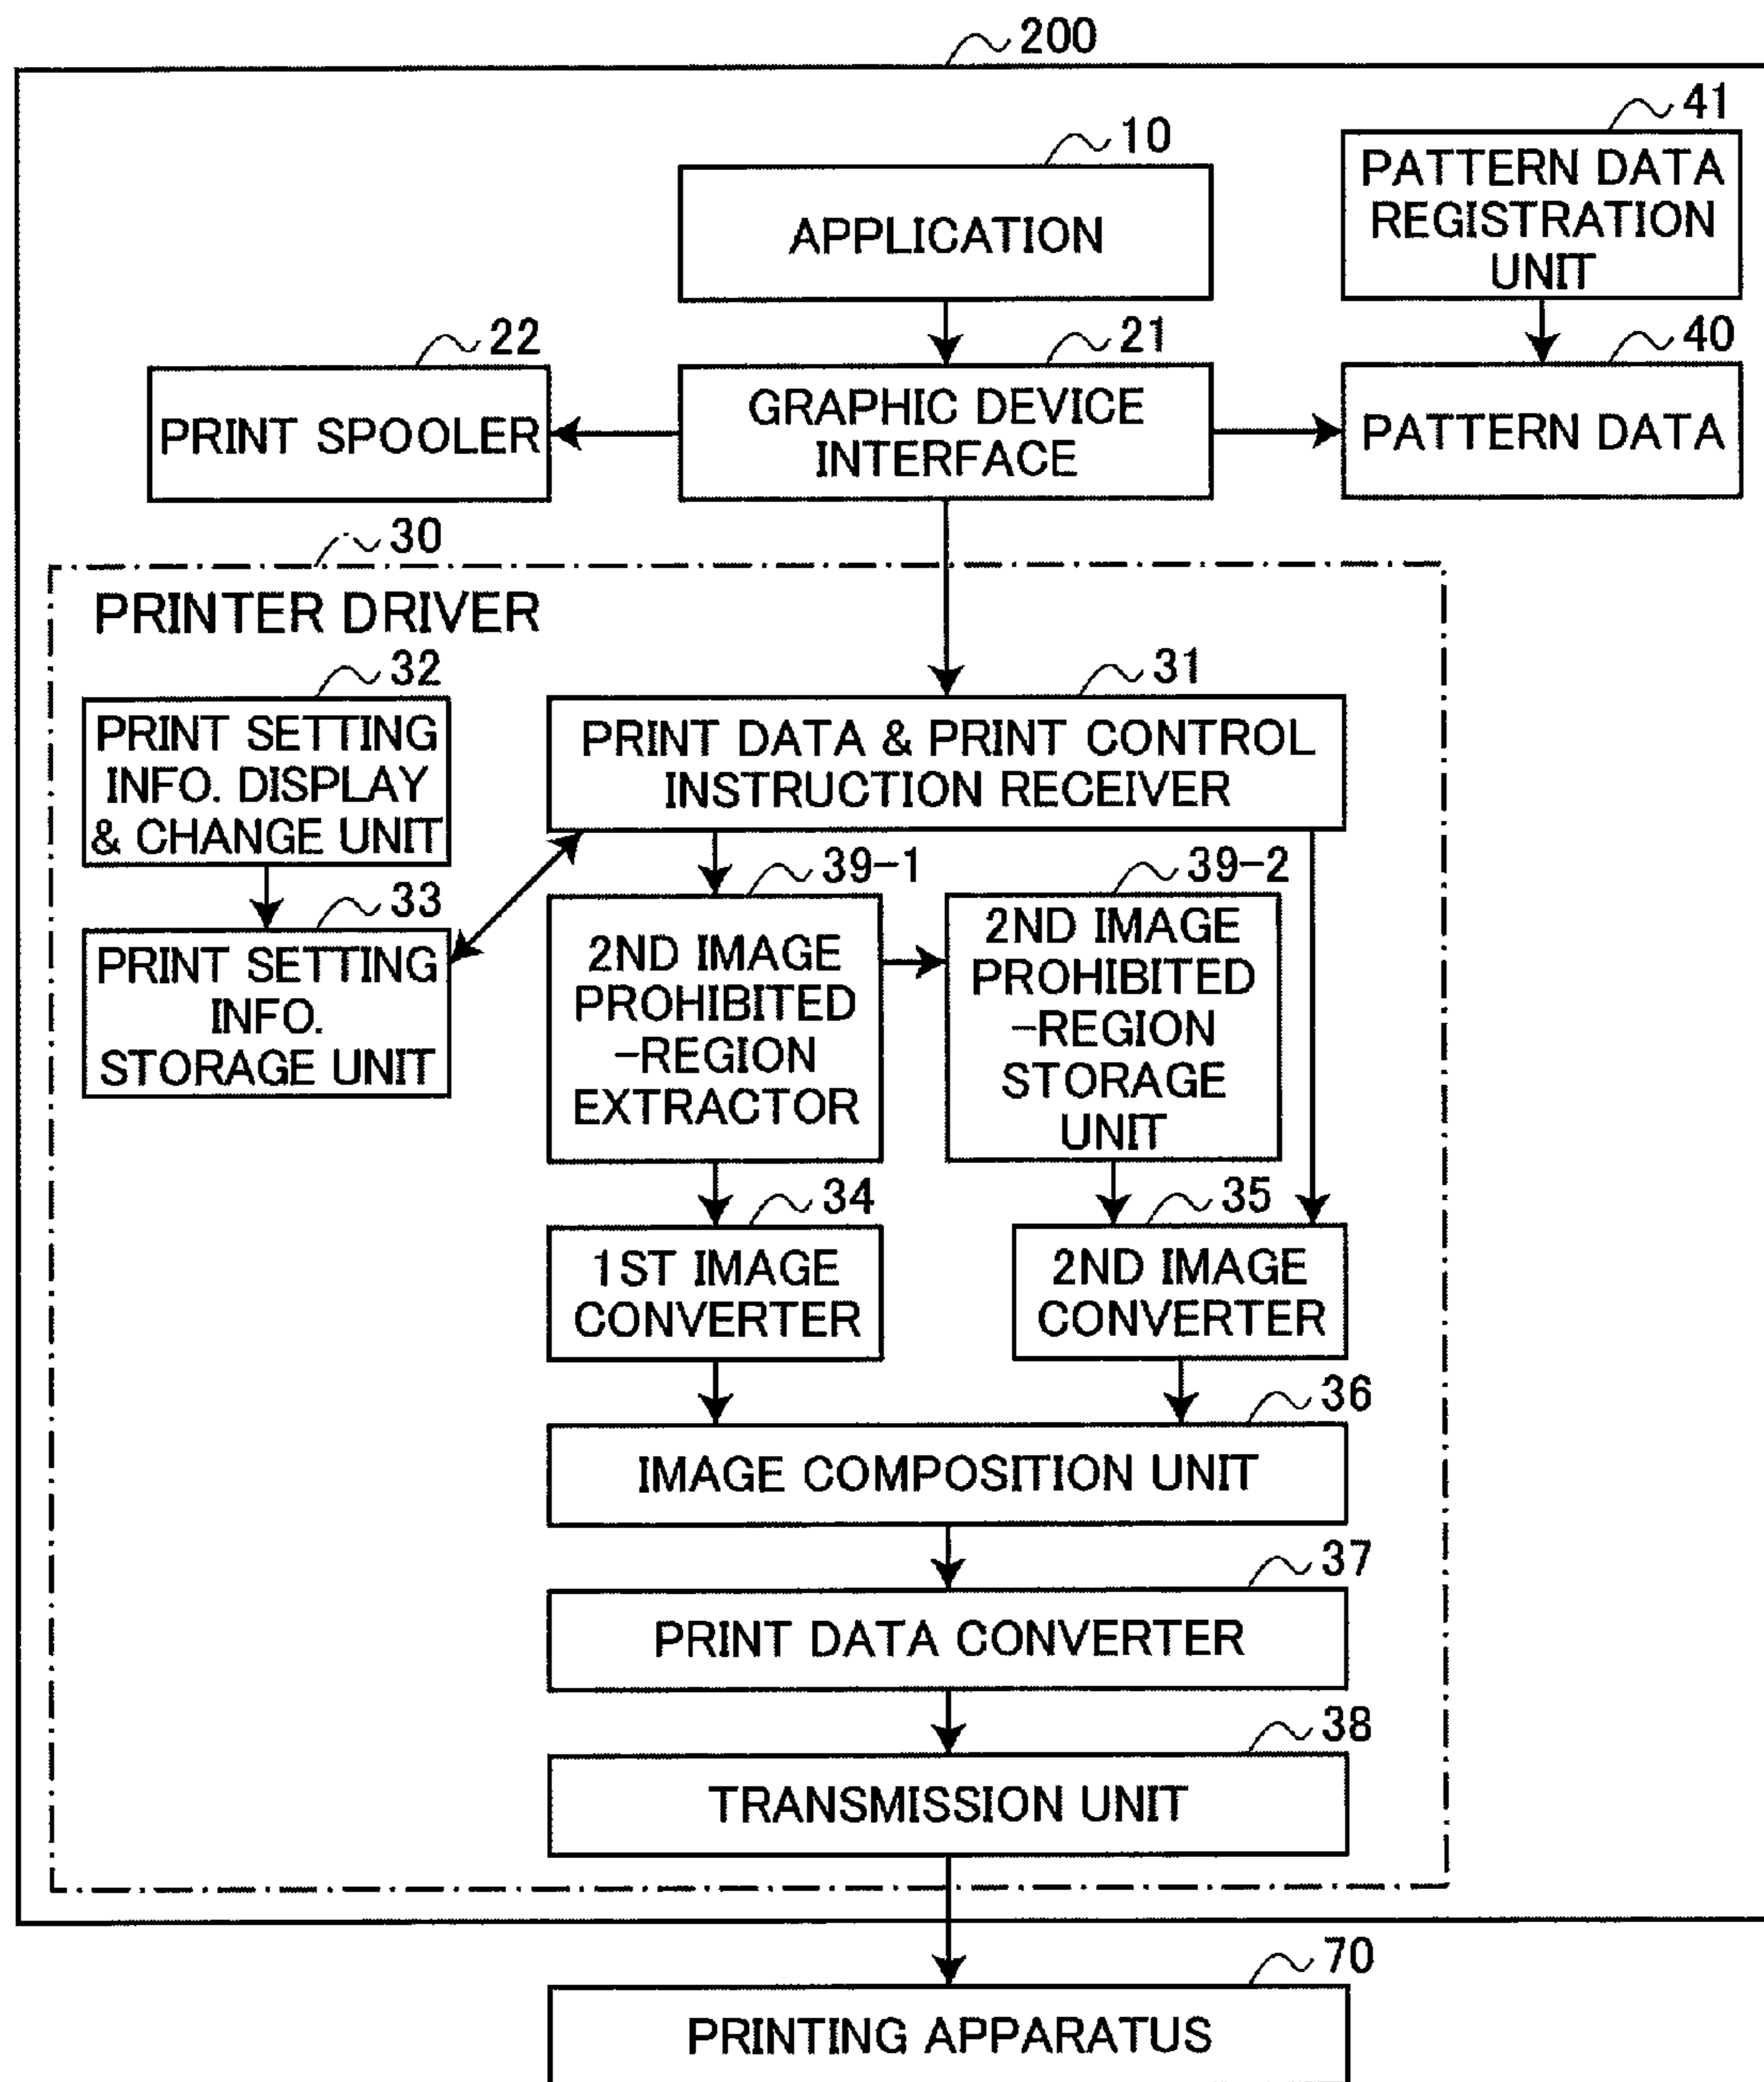 200
10
APPLICATION
41
PATTERN DATA
REGISTRATION
UNIT
22
PRINT SPOOLER
21
GRAPHIC DEVICE
INTERFACE
40
PATTERN DATA
30
PRINTER DRIVER
32
PRINT SETTING
INFO. DISPLAY
& CHANGE UNIT
31
PRINT DATA & PRINT CONTROL
INSTRUCTION RECEIVER
33
PRINT SETTING
INFO.
STORAGE UNIT
39-1
2ND IMAGE
PROHIBITED
-REGION
EXTRACTOR
39-2
2ND IMAGE
PROHIBITED
-REGION
STORAGE
UNIT
34
1ST IMAGE
CONVERTER
35
2ND IMAGE
CONVERTER
36
IMAGE COMPOSITION UNIT
37
PRINT DATA CONVERTER
38
TRANSMISSION UNIT
70
PRINTING APPARATUS